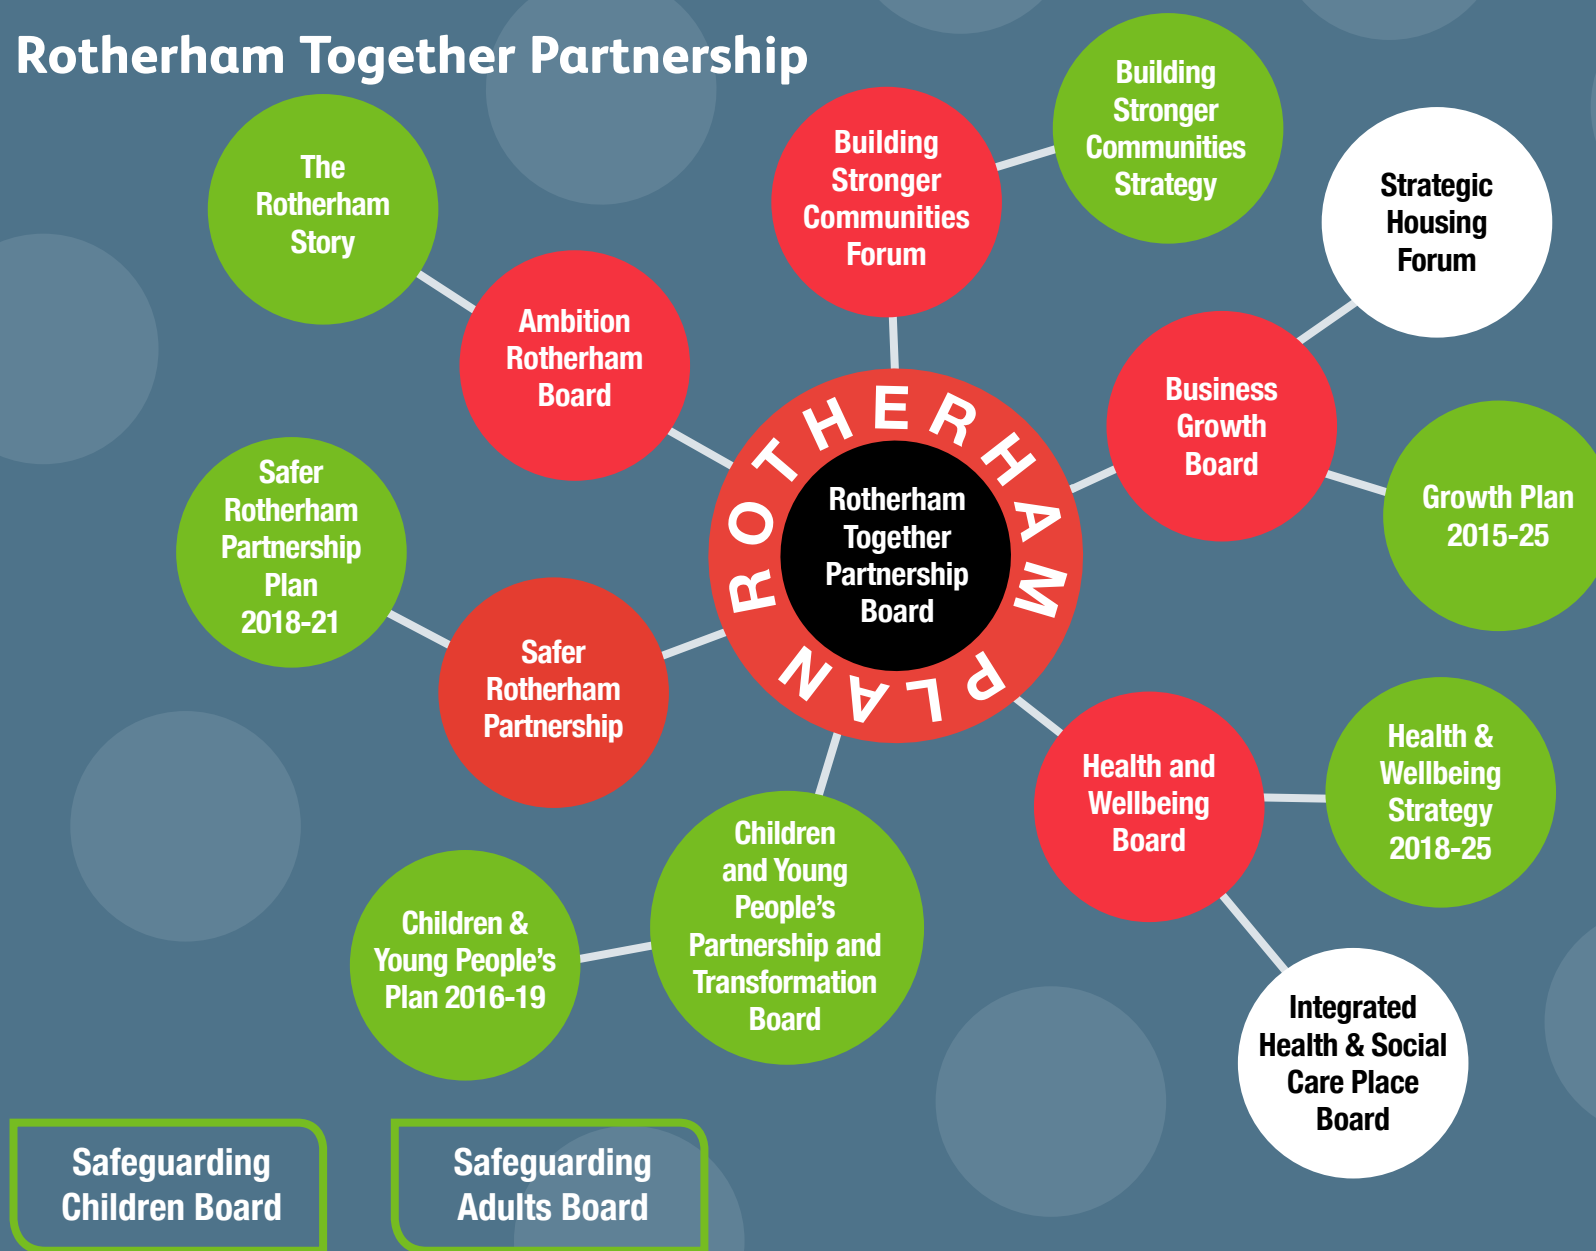 Rotherham Together Partnership
The
Rotherham
Story
Ambition
Rotherham
Board
Building
Stronger
Communities
Forum
Building
Stronger
Communities
Strategy
Strategic
Housing
Forum
Business
Growth
Board
Growth Plan
2015-25
Safer
Rotherham
Partnership
Plan
2018-21
Safer
Rotherham
Partnership
ROTHERHAM PLAN
Rotherham
Together
Partnership
Board
Health and
Wellbeing
Board
Health &
Wellbeing
Strategy
2018-25
Children
and Young
People's
Partnership and
Transformation
Board
Children &
Young People's
Plan 2016-19
Integrated
Health & Social
Care Place
Board
Safeguarding
Children Board
Safeguarding
Adults Board